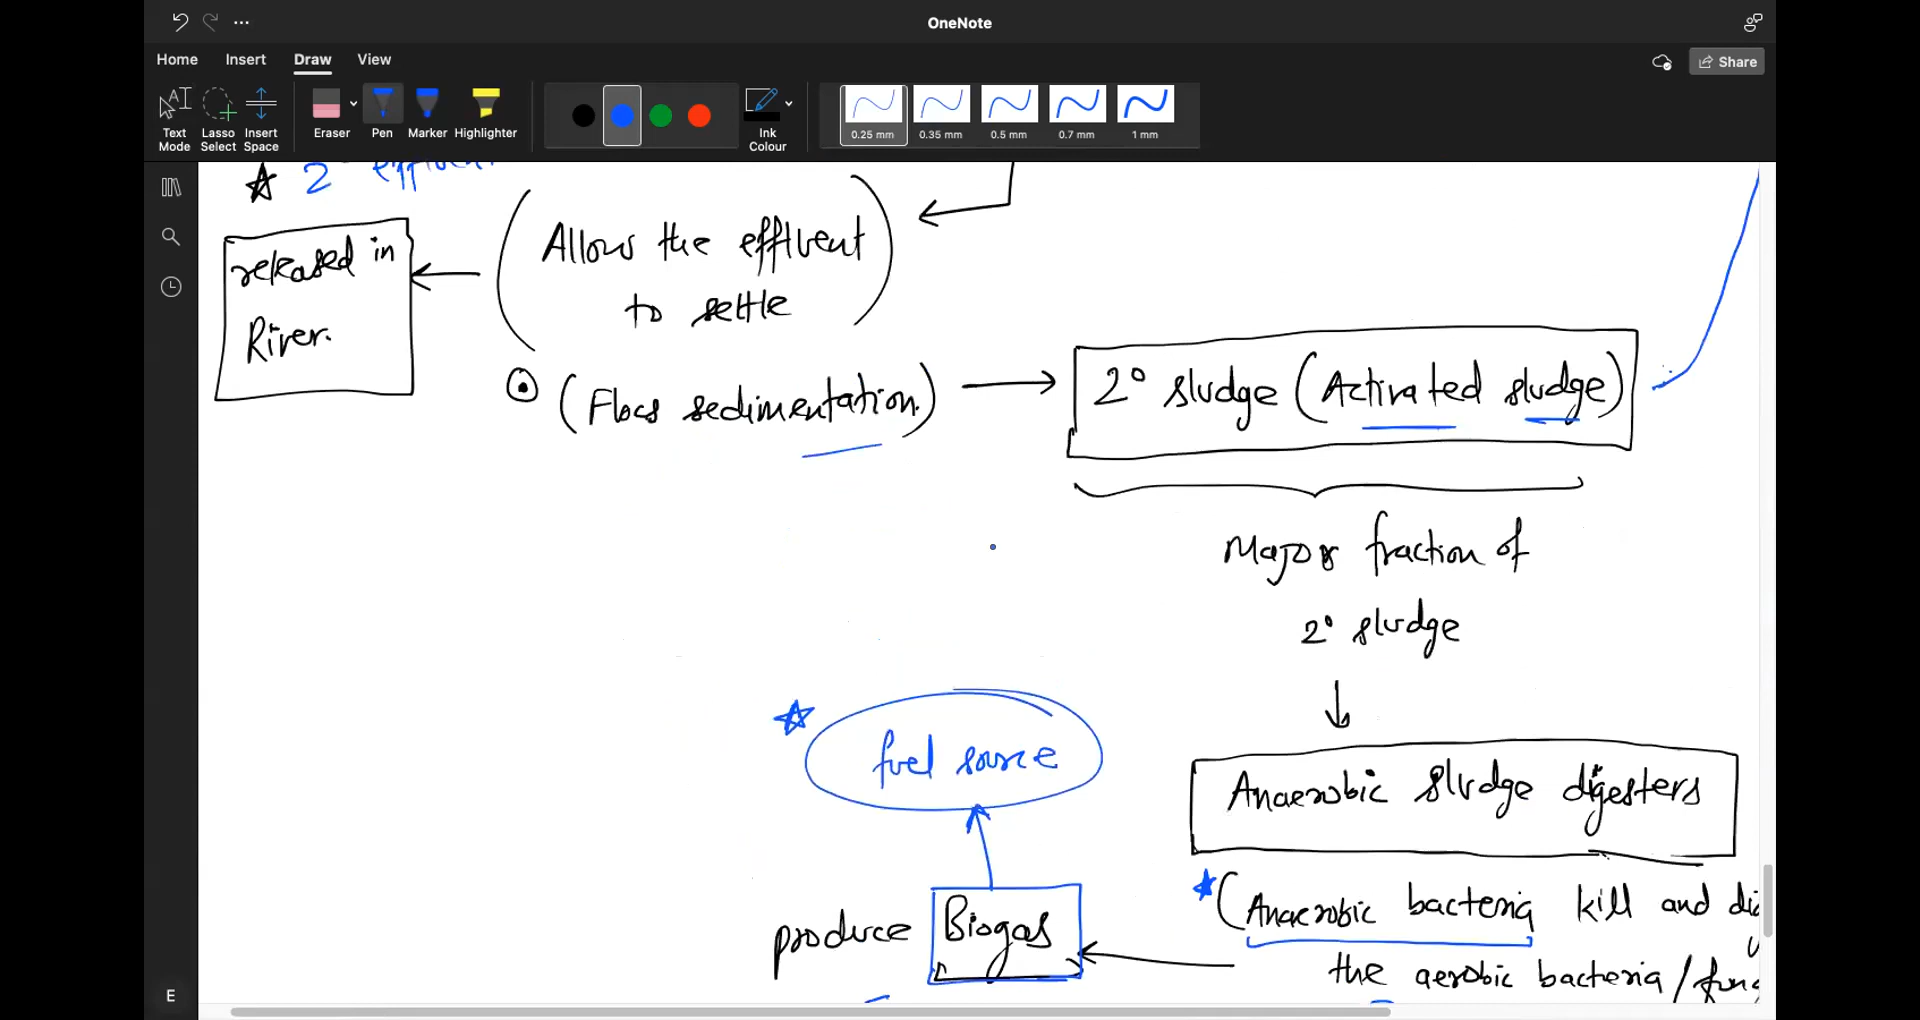 OneNote
Home Insert Draw View
Share
Text Mode
Lasso Select
Insert Space
Eraser
Pen
Marker
Highlighter
Ink Colour
0.25 mm
0.35 mm
0.5 mm
0.7 mm
1 mm
2° effluent
released in
River.
Allows the effluent
to settle
(Flocs sedimentation.)
2° sludge (Activated sludge)
Major fraction of
2° sludge
Anaerobic sludge digesters
(Anaerobic bacteria kill and
the aerobic bacteria/
produce Biogas
fuel source
E